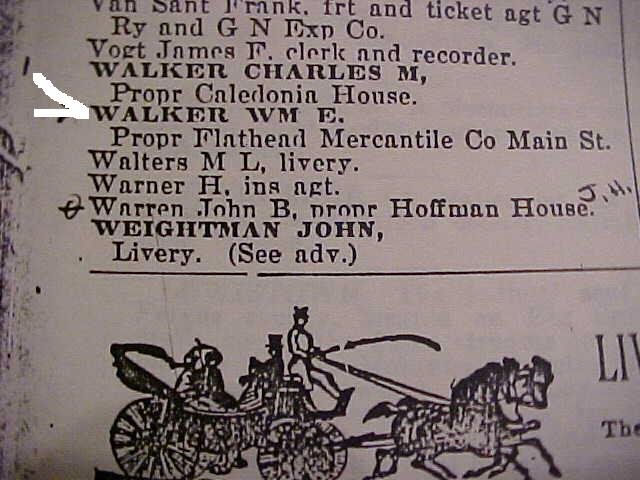 Van Sant Frank, frt and ticket agt G N
Ry and G N Exp Co.
Vogt James F, clerk and recorder.
WALKER CHARLES M,
Propr Caledonia House.
WALKER WM E.
Propr Flathead Mercantile Co Main St.
Walters M L, livery.
Warner H, ins agt.
J.H.
Warren John B, propr Hoffman House.
WEIGHTMAN JOHN,
Livery. (See adv.)
LIV
The